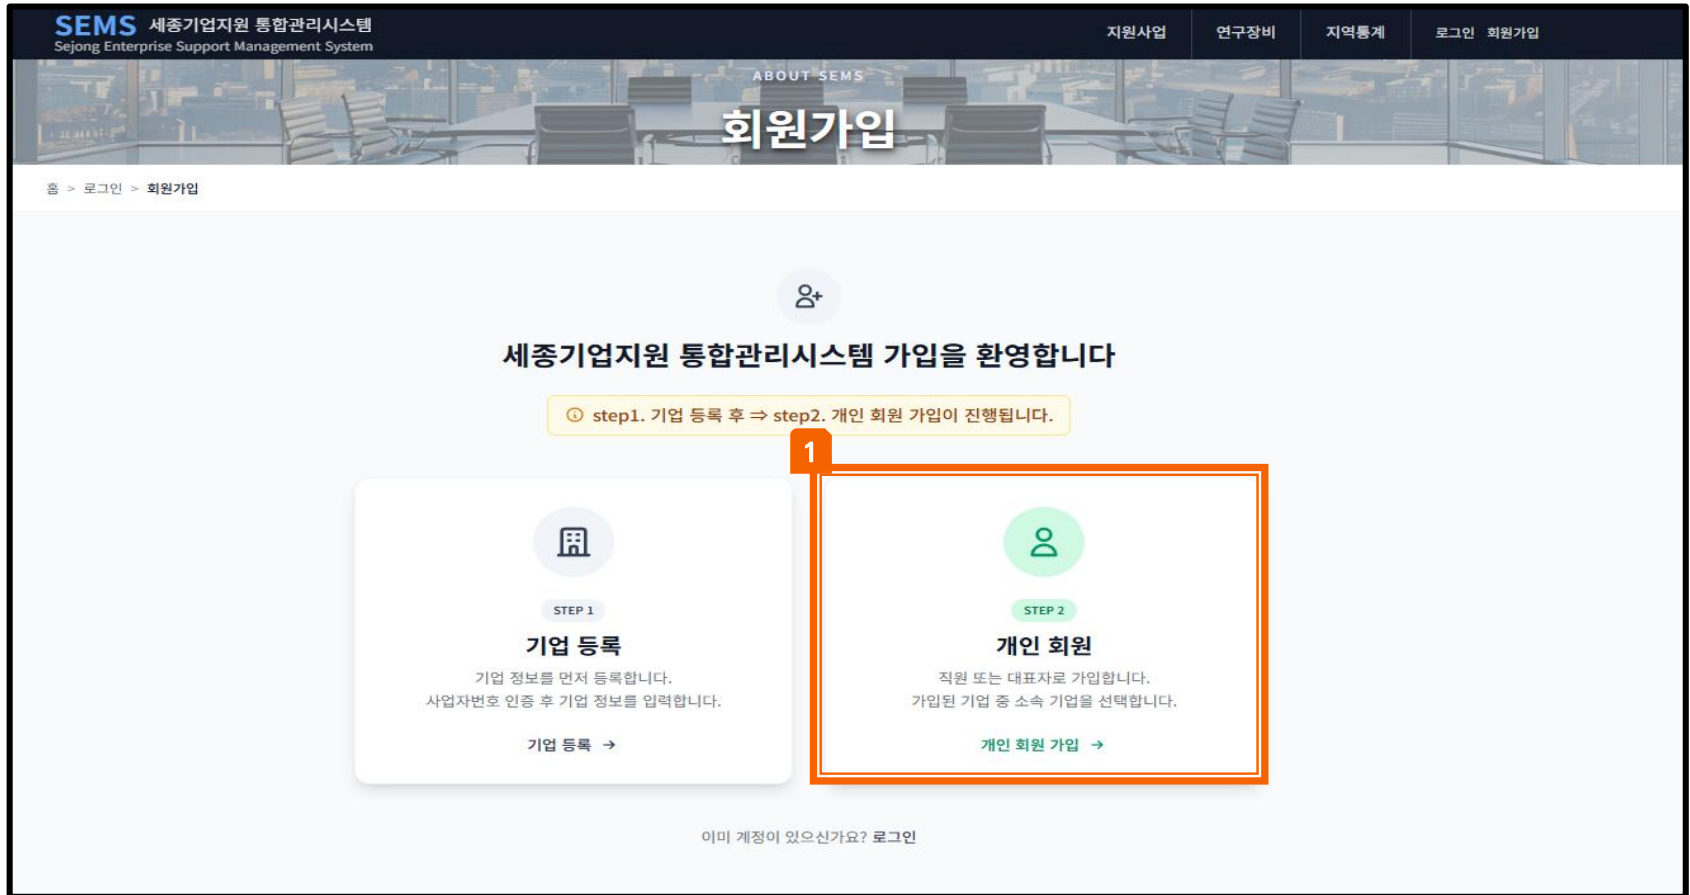 SEMS 세종기업지원 통합관리시스템
Sejong Enterprise Support Management System
지원사업 연구장비 지역통계 로그인 회원가입
ABOUT SEMS
회원가입
홈 > 로그인 > 회원가입
세종기업지원 통합관리시스템 가입을 환영합니다
step1. 기업 등록 후 ⇒ step2. 개인 회원 가입이 진행됩니다.
1
STEP 1
기업 등록
기업 정보를 먼저 등록합니다.
사업자번호 인증 후 기업 정보를 입력합니다.
기업 등록 →
STEP 2
개인 회원
직원 또는 대표자로 가입합니다.
가입된 기업 중 소속 기업을 선택합니다.
개인 회원 가입 →
이미 계정이 있으신가요? 로그인